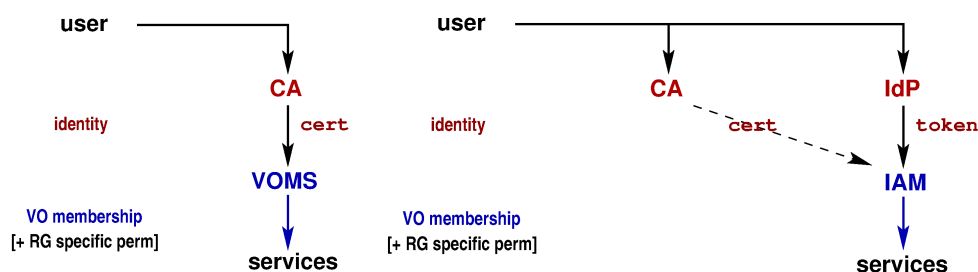 user
CA
identity
cert
VOMS
VO membership
[+ RG specific perm]
services
user
CA
IdP
identity
cert
token
IAM
VO membership
[+ RG specific perm]
services